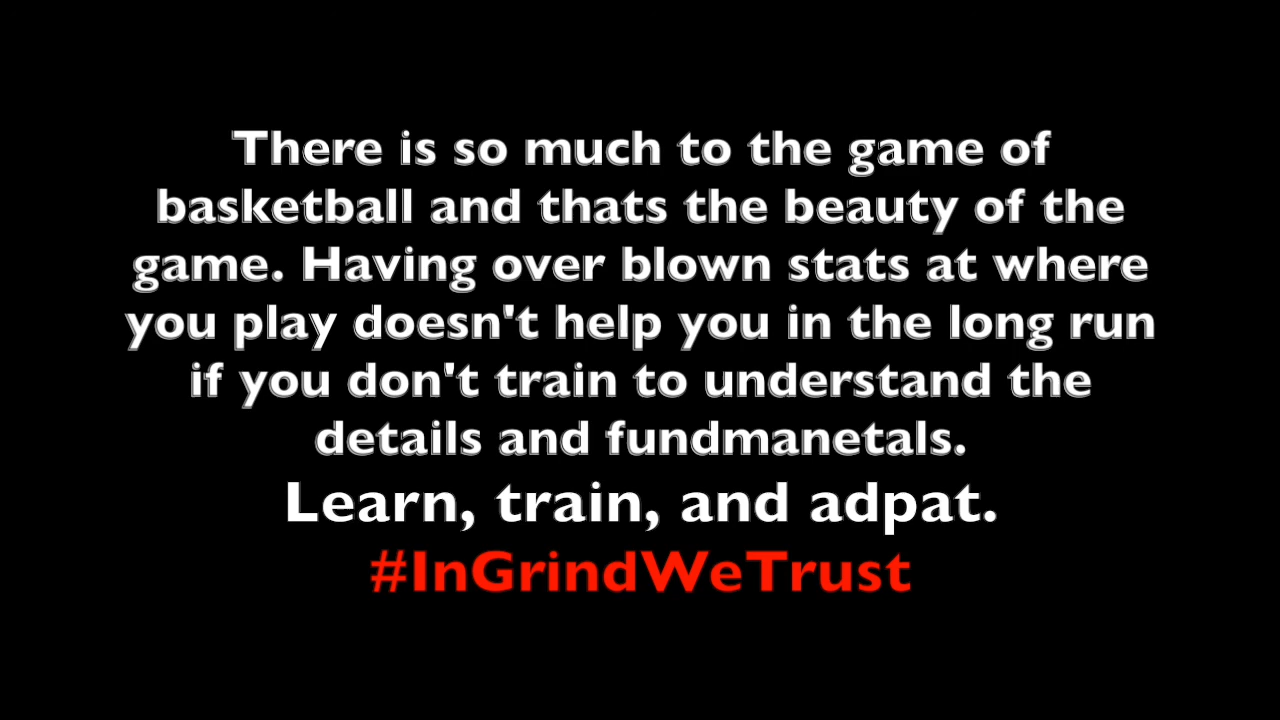 There is so much to the game of
basketball and thats the beauty of the
game. Having over blown stats at where
you play doesn't help you in the long run
if you don't train to understand the
details and fundmanetals.
Learn, train, and adpat.
#InGrindWeTrust